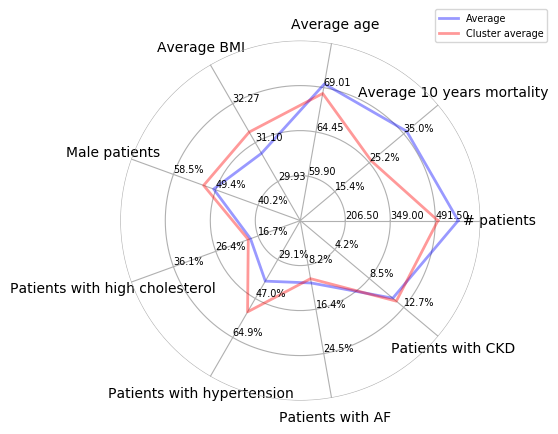 Average age
Average
Cluster average
Average BMI
69.01
Average 10 years mortality
32.27
64.45
35.0%
31.10
25.2%
Male patients
58.5%
59.90
29.93
49.4%
15.4%
40.2%
206.50
349.00
491.50
# patients
16.7%
4.2%
26.4%
29.1%
8.2%
36.1%
8.5%
Patients with high cholesterol
47.0%
16.4%
12.7%
64.9%
24.5%
Patients with CKD
Patients with hypertension
Patients with AF